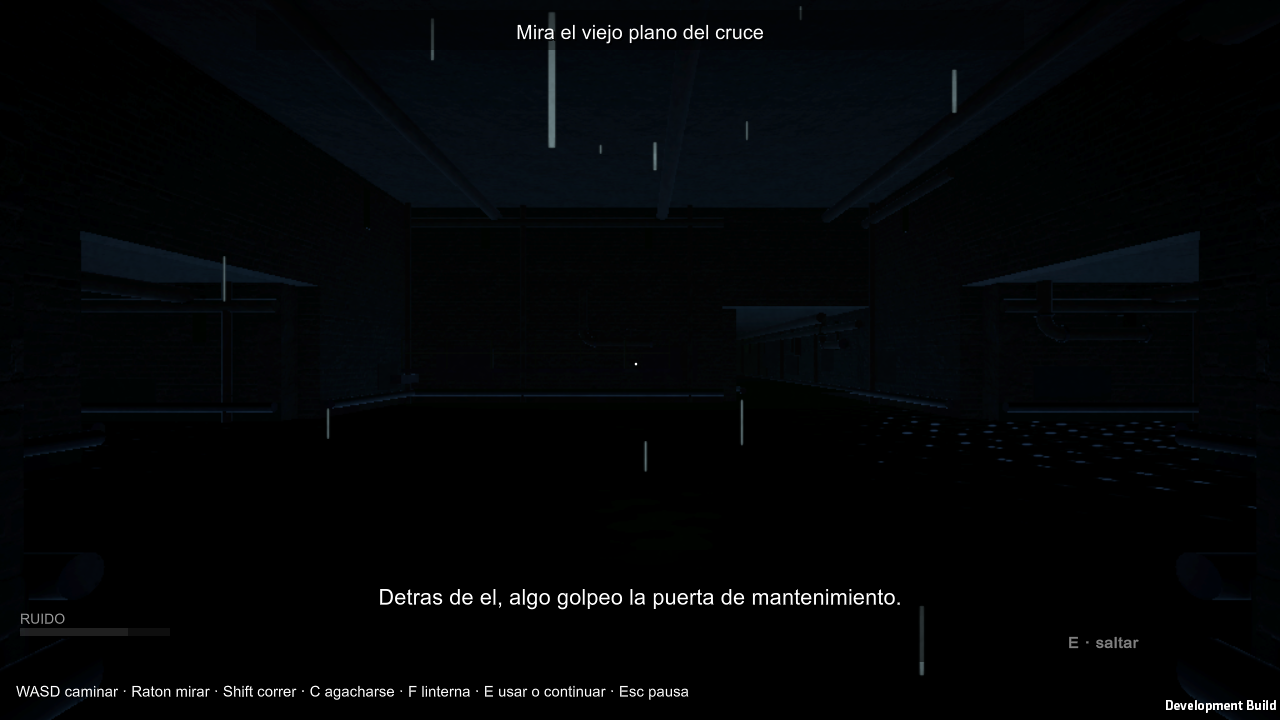 Mira el viejo plano del cruce
Detras de el, algo golpeo la puerta de mantenimiento.
RUIDO
E · saltar
WASD caminar · Raton mirar · Shift correr · C agacharse · F linterna · E usar o continuar · Esc pausa
Development Build